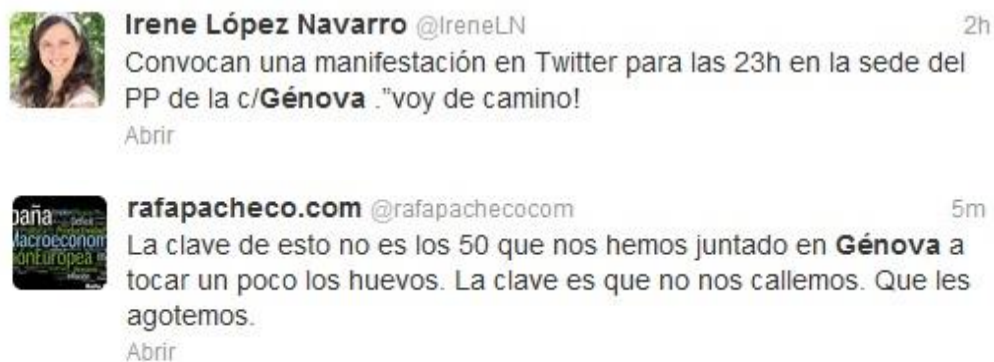 Irene López Navarro @IreneLN 2h
Convocan una manifestación en Twitter para las 23h en la sede del
PP de la c/Génova ."voy de camino!
Abrir
rafapacheco.com @rafapachecocom 5m
La clave de esto no es los 50 que nos hemos juntado en Génova a
tocar un poco los huevos. La clave es que no nos callemos. Que les
agotemos.
Abrir
paña
Macroeconom
ónEuropea